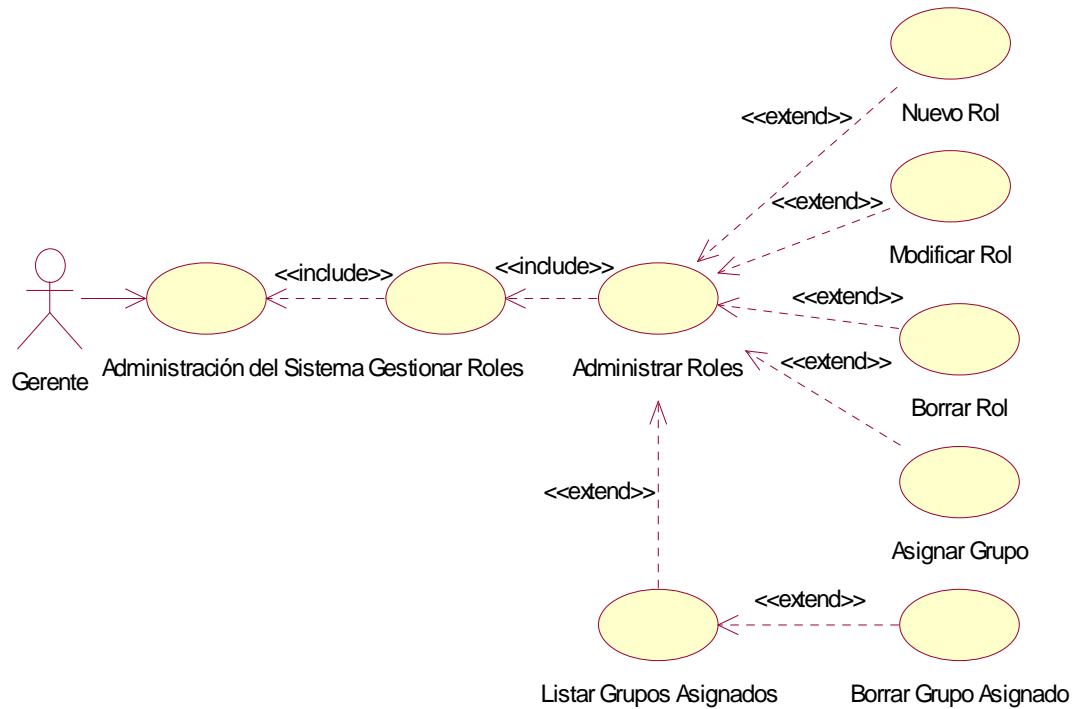 <<extend>>
Nuevo Rol
<<extend>>
Modificar Rol
<<include>>
<<include>>
<<extend>>
Gerente
Administración del Sistema
Gestionar Roles
Administrar Roles
<<extend>>
Borrar Rol
<<extend>>
Asignar Grupo
<<extend>>
Listar Grupos Asignados
Borrar Grupo Asignado